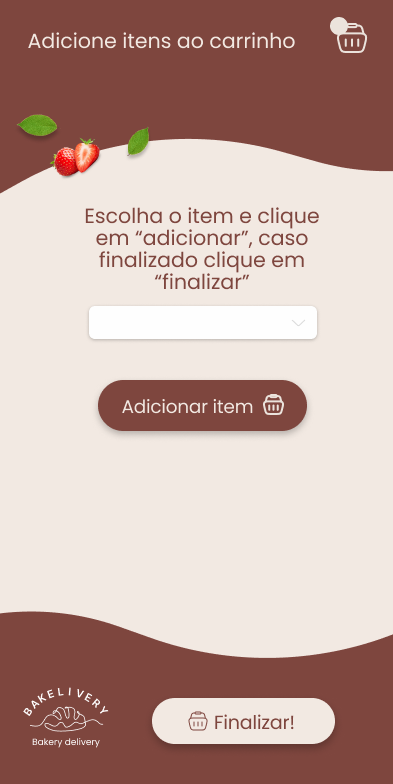 Adicione itens ao carrinho
Escolha o item e clique
em “adicionar”, caso
finalizado clique em
“finalizar”
Adicionar item
BAKELIVERY
Bakery delivery
Finalizar!